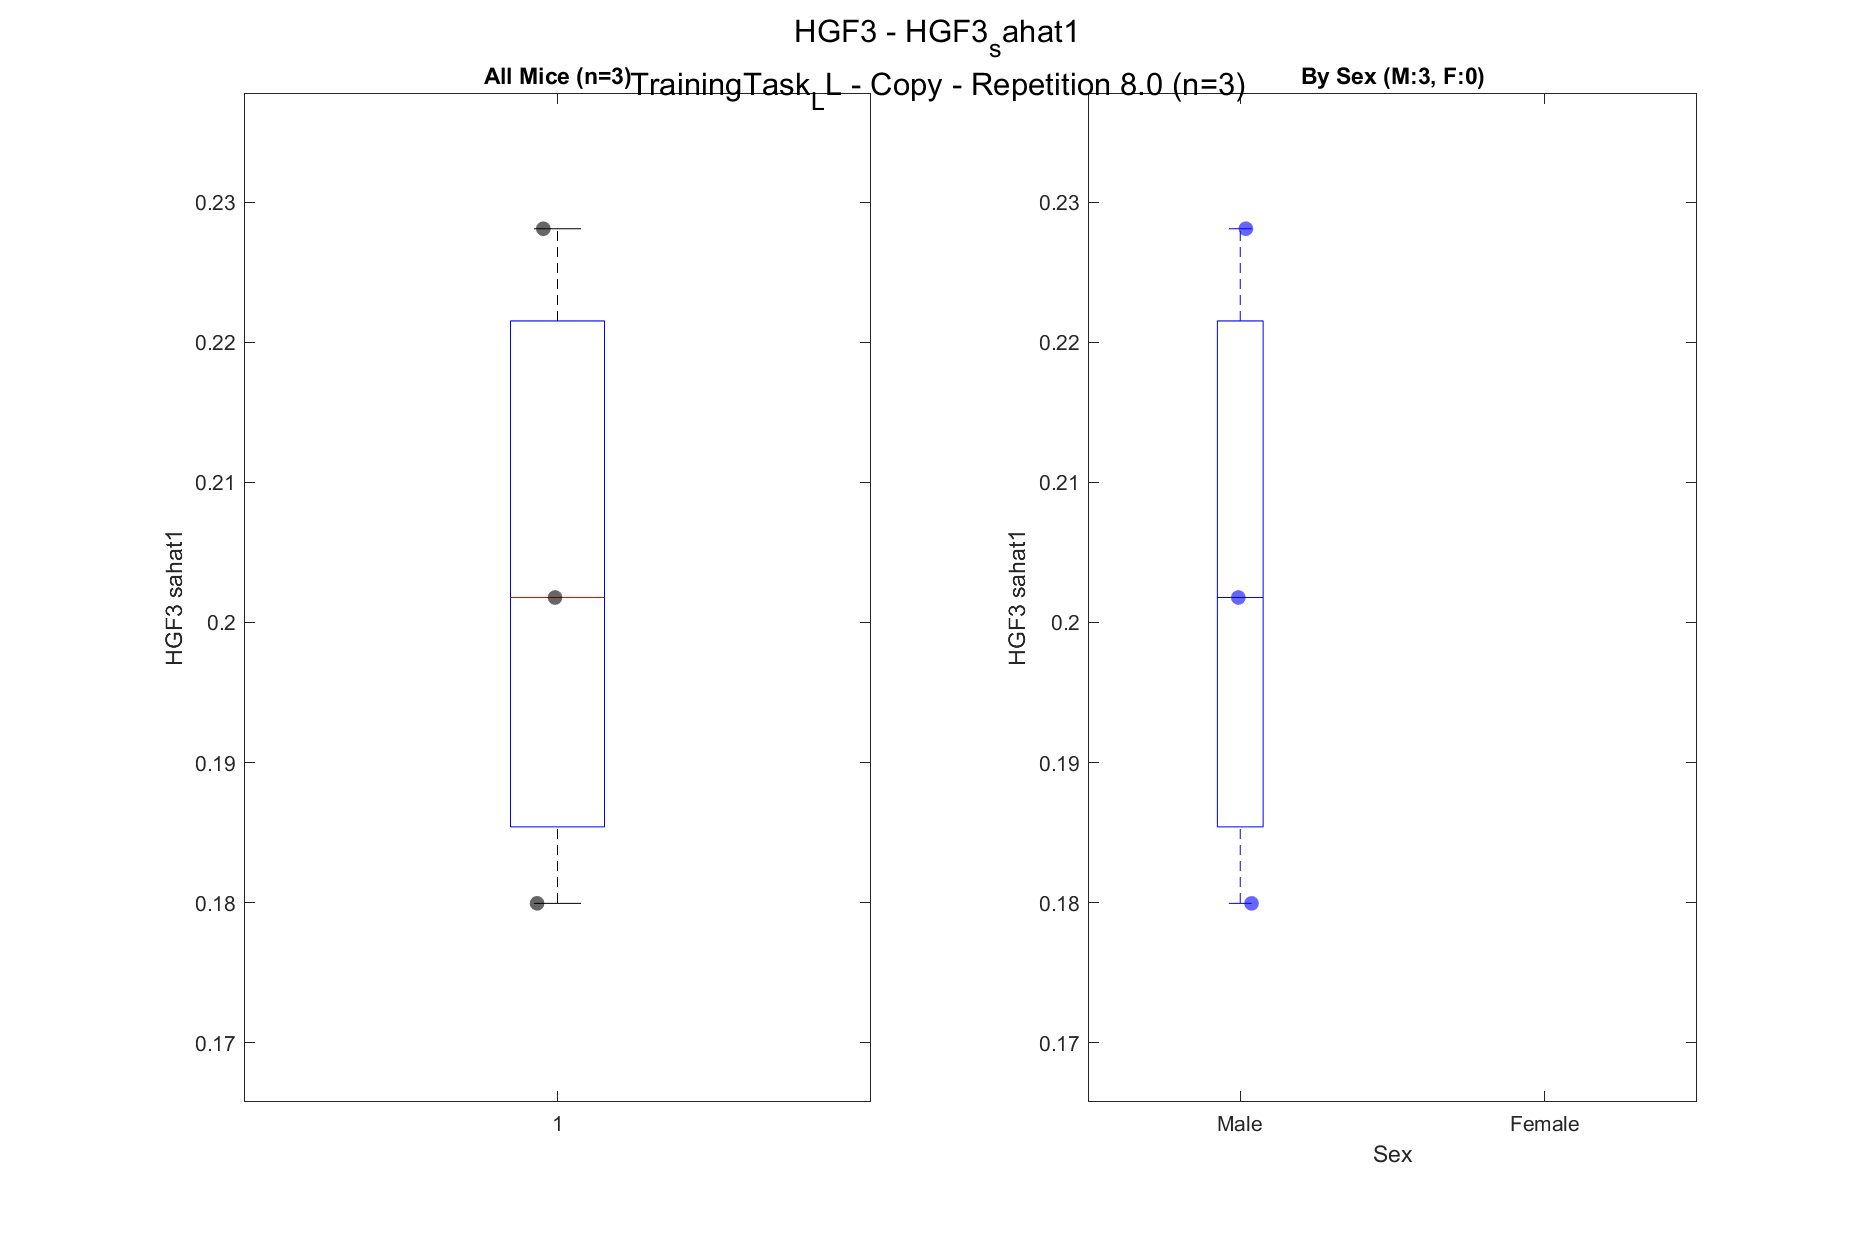 HGF3 - HGF3sahat1
TrainingTaskLL - Copy - Repetition 8.0 (n=3)
All Mice (n=3)
0.23
0.22
0.21
0.2
0.19
0.18
0.17
HGF3 sahat1
1
By Sex (M:3, F:0)
0.23
0.22
0.21
0.2
0.19
0.18
0.17
HGF3 sahat1
Male Female
Sex